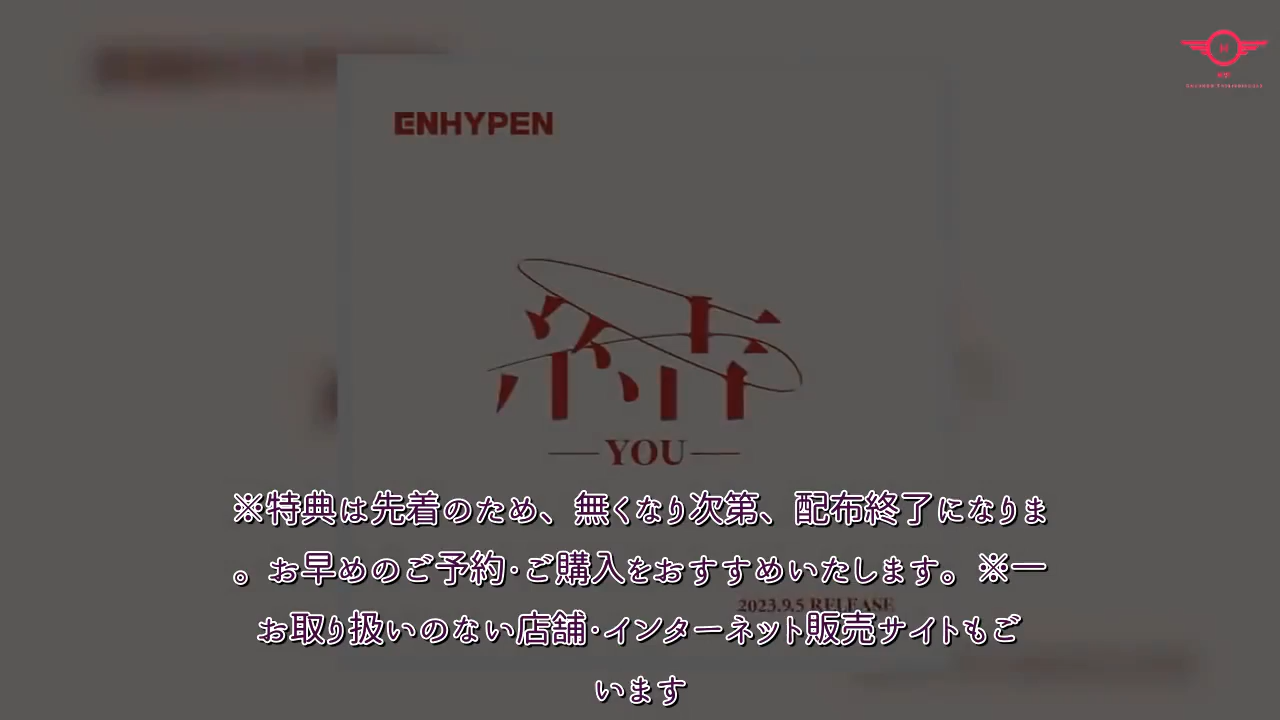 ENHYPEN
結
YOU
2023.9.5 RELEASE
※特典は先着のため、無くなり次第、配布終了になりま
。お早めのご予約·ご購入をおすすめいたします。※一
お取り扱いのない店舗·インターネット販売サイトもご
います